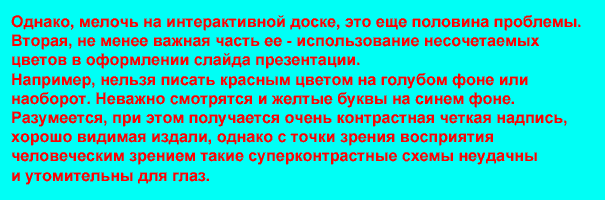 Однако, мелочь на интерактивной доске, это еще половина проблемы.
Вторая, не менее важная часть ее - использование несочетаемых
цветов в оформлении слайда презентации.
Например, нельзя писать красным цветом на голубом фоне или
наоборот. Неважно смотрятся и желтые буквы на синем фоне.
Разумеется, при этом получается очень контрастная четкая надпись,
хорошо видимая издали, однако с точки зрения восприятия
человеческим зрением такие суперконтрастные схемы неудачны
и утомительны для глаз.